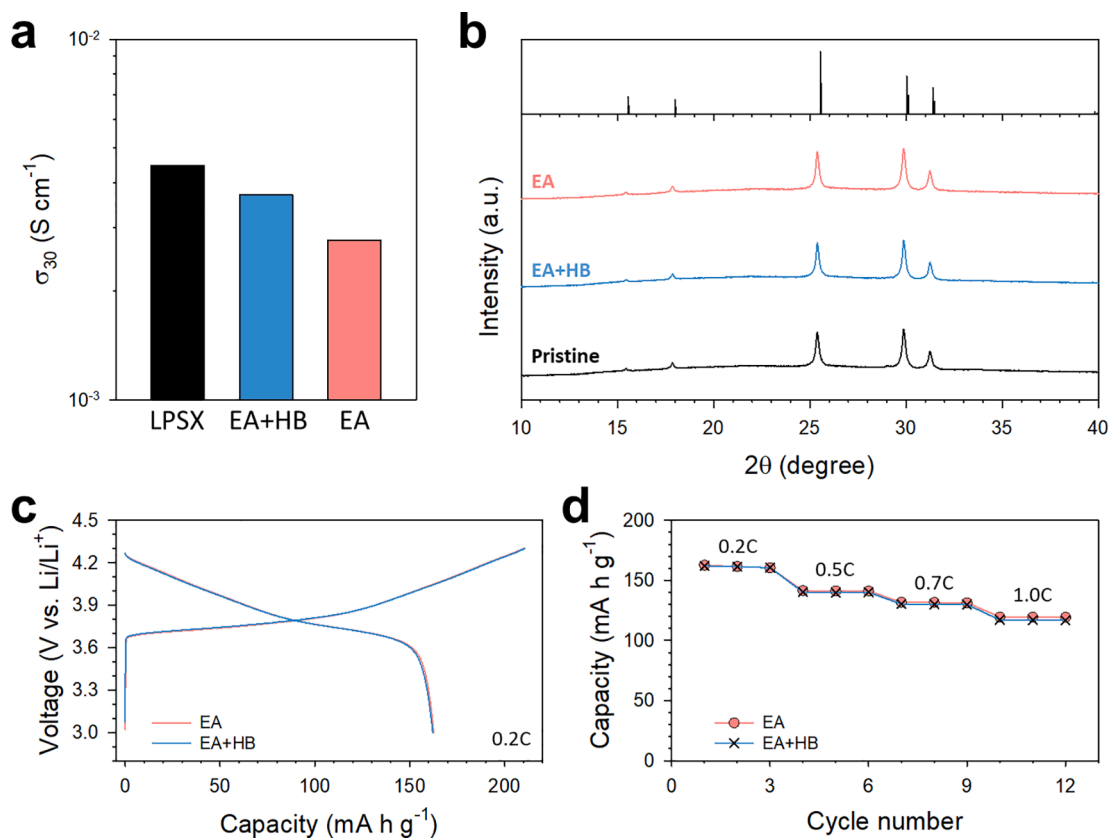 a
10⁻²
10⁻³
σ₃₀ (S cm⁻¹)
LPSX EA+HB EA
b
EA
EA+HB
Pristine
Intensity (a.u.)
10 15 20 25 30 35 40
2θ (degree)
c
4.5
4.2
3.9
3.6
3.3
3.0
Voltage (V vs. Li/Li⁺)
EA
EA+HB
0.2C
0 50 100 150 200
Capacity (mA h g⁻¹)
d
200
150
100
50
0
Capacity (mA h g⁻¹)
0.2C
0.5C
0.7C
1.0C
EA
EA+HB
0 3 6 9 12
Cycle number